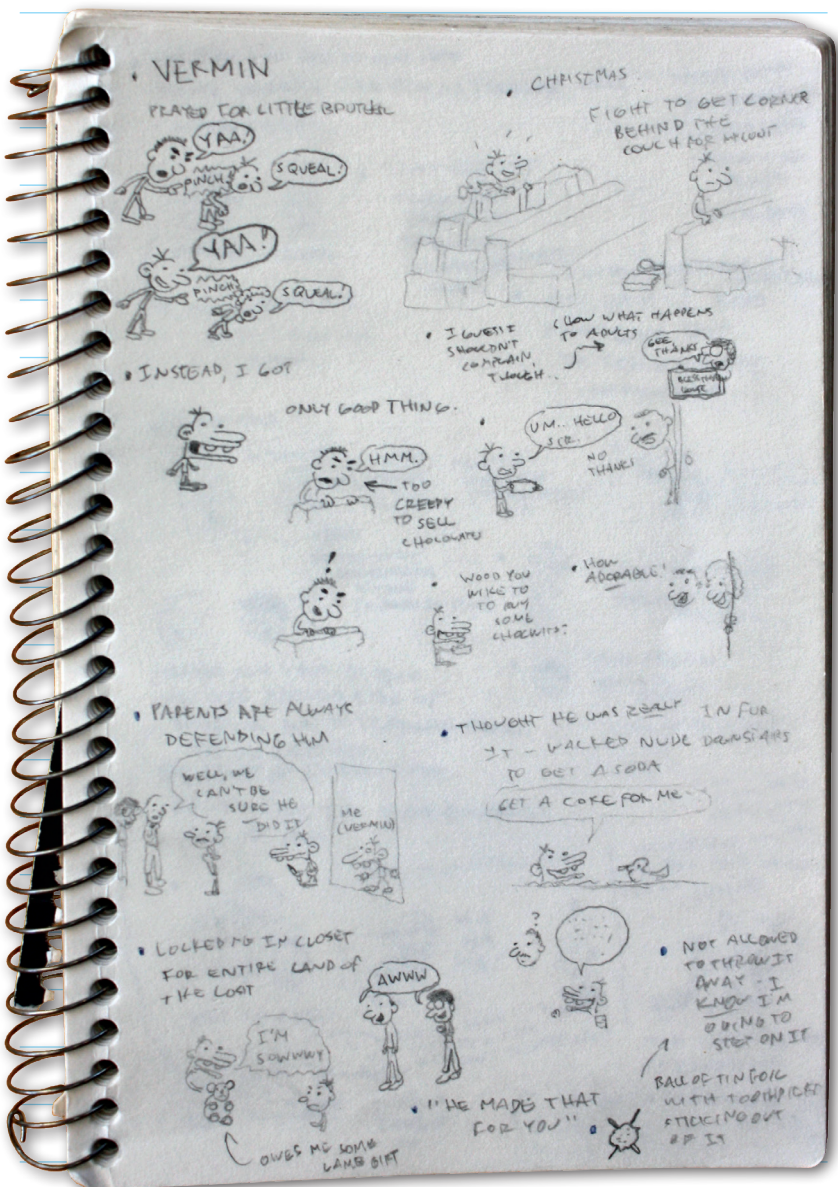 • VERMIN
PRAYED FOR LITTLE BROTHER
YAA!
PINCH
SQUEAL!
YAA!
PINCH
SQUEAL!
• CHRISTMAS
FIGHT TO GET CORNER
BEHIND THE
COUCH FOR
• INSTEAD, I GOT
• I GUESS I
SHOULDN'T
COMPLAIN,
THOUGH..
SHOW WHAT HAPPENS
TO ADULTS
GEE
THANKS
ONLY GOOD THING.
HMM.
TOO
CREEPY
TO SELL
CHOCOLATES
UM.. HELLO
SIR.
NO
THANKS
!
• WOOD YOU
WIKE TO
TO BUY
SOME
CHOCWITS?
• HOW
ADORABLE!
• PARENTS ARE ALWAYS
DEFENDING HIM
WELL, WE
CAN'T BE
SURE HE
DID IT
ME
(VERMIN)
• THOUGHT HE WAS REALLY IN FOR
IT - WALKED NUDE DOWNSTAIRS
TO GET A SODA
GET A COKE FOR ME.
• LOCKED ME IN CLOSET
FOR ENTIRE LAND OF
THE LOST
I'M
SOWWWY
OWES ME SOME
LAME GIFT
AWWW
?
• "HE MADE THAT
FOR YOU"
• NOT ALLOWED
TO THROW IT
AWAY - I
KNOW I'M
GOING TO
STEP ON IT
BALL OF TINFOIL
WITH TOOTHPICKS
STICKING OUT
OF IT